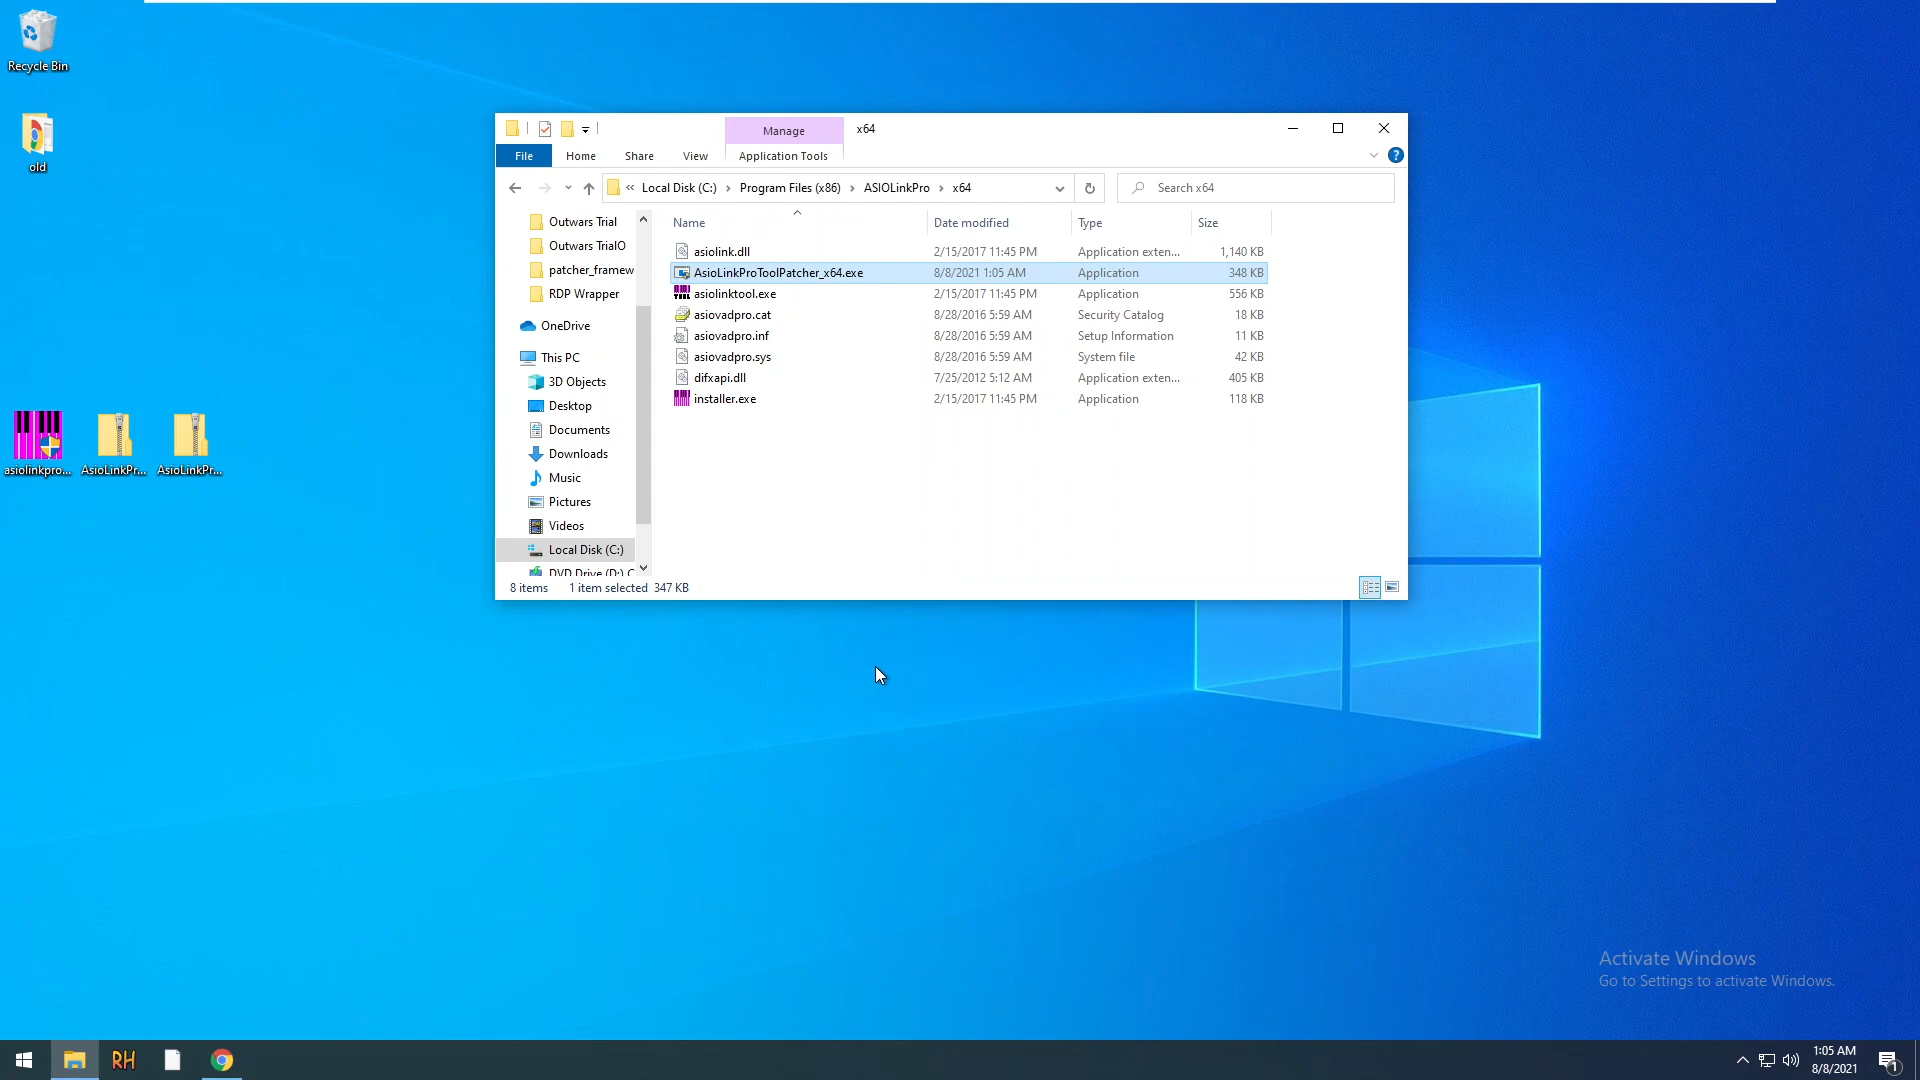 Recycle Bin
old
asiolinkpro...
AsioLinkPr...
AsioLinkPr...
Manage
x64
File
Home
Share
View
Application Tools
?
« Local Disk (C:) › Program Files (x86) › ASIOLinkPro › x64
Search x64
Outwars Trial
Outwars TrialO
patcher_framew
RDP Wrapper
OneDrive
This PC
3D Objects
Desktop
Documents
Downloads
Music
Pictures
Videos
Local Disk (C:)
DVD Drive (D:) C
Name Date modified Type Size
asiolink.dll 2/15/2017 11:45 PM Application exten... 1,140 KB
AsioLinkProToolPatcher_x64.exe 8/8/2021 1:05 AM Application 348 KB
asiolinktool.exe 2/15/2017 11:45 PM Application 556 KB
asiovadpro.cat 8/28/2016 5:59 AM Security Catalog 18 KB
asiovadpro.inf 8/28/2016 5:59 AM Setup Information 11 KB
asiovadpro.sys 8/28/2016 5:59 AM System file 42 KB
difxapi.dll 7/25/2012 5:12 AM Application exten... 405 KB
installer.exe 2/15/2017 11:45 PM Application 118 KB
8 items 1 item selected 347 KB
Activate Windows
Go to Settings to activate Windows.
RH
1:05 AM
8/8/2021
1